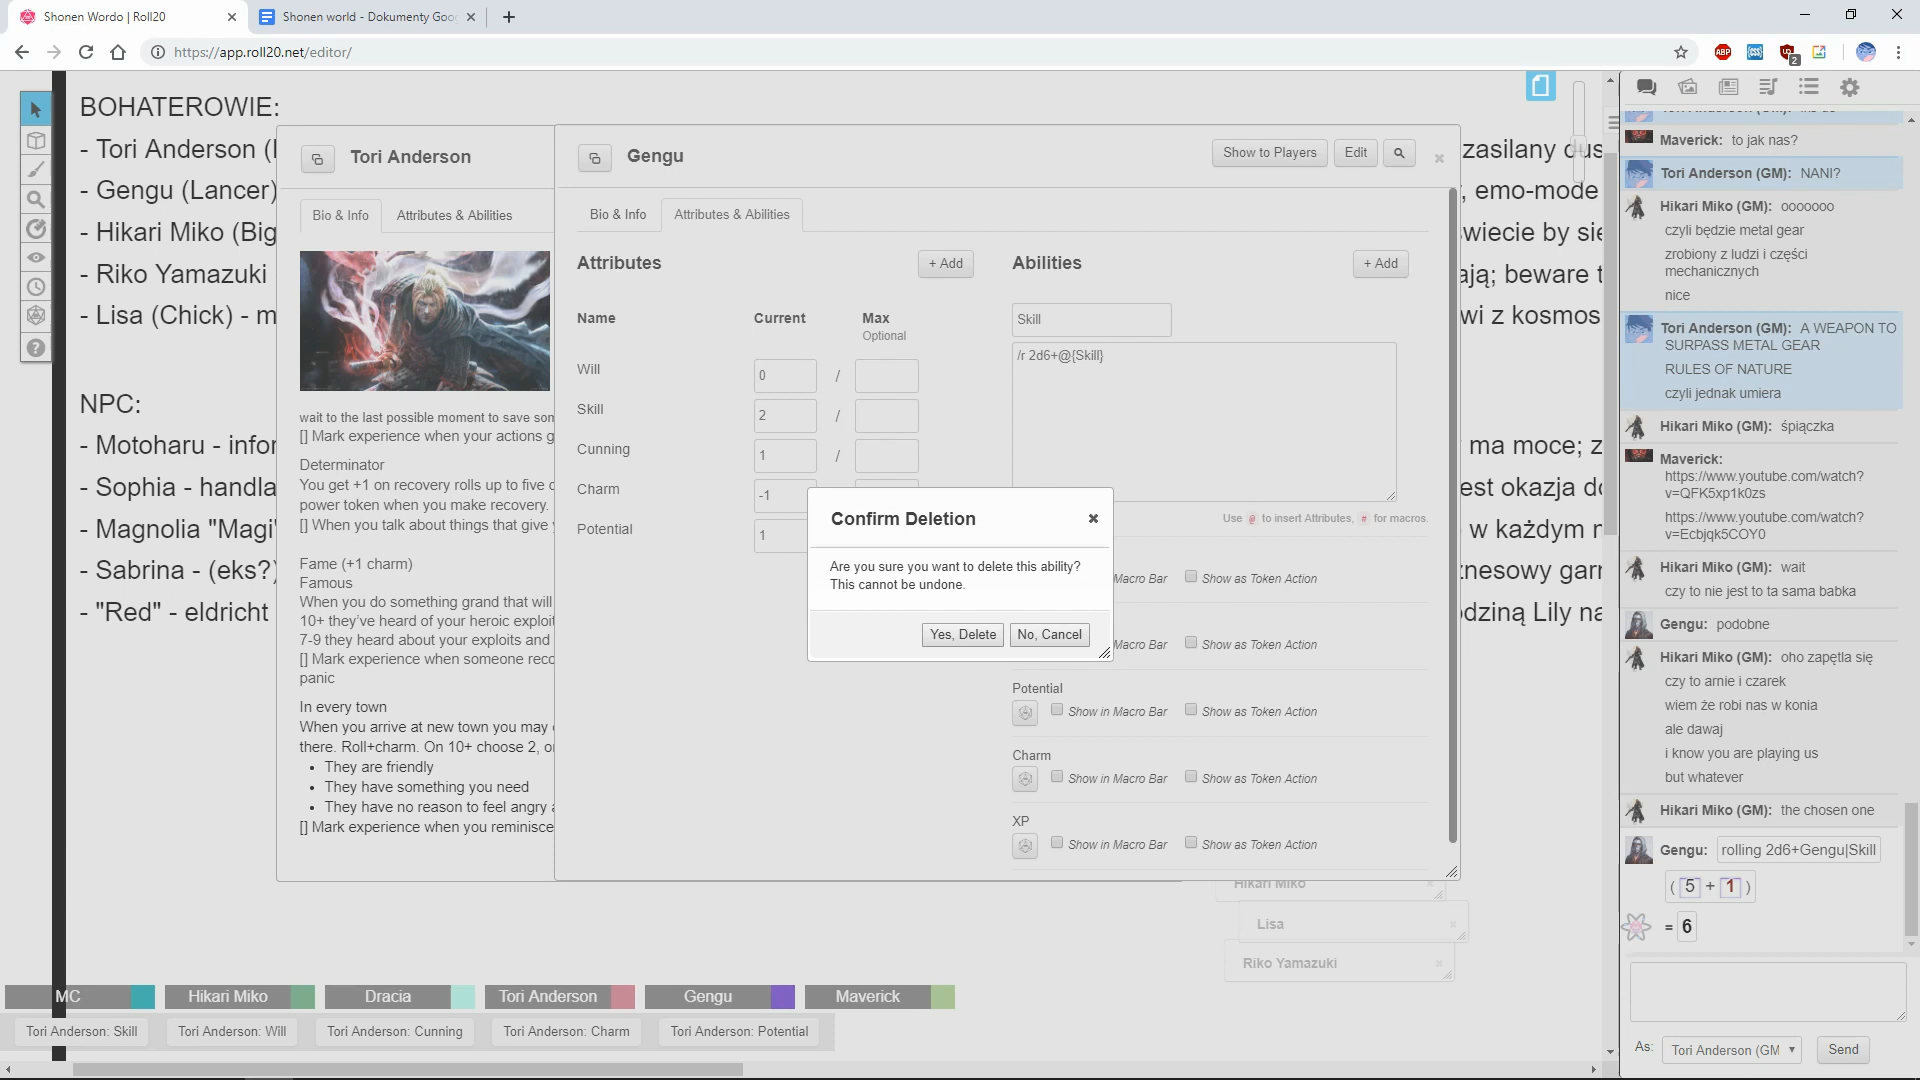 Shonen Wordo | Roll20
Shonen world - Dokumenty Goo
https://app.roll20.net/editor/
ABP
CSS
2
BOHATEROWIE:
- Tori Anderson (
- Gengu (Lancer)
- Hikari Miko (Big
- Riko Yamazuki
- Lisa (Chick) - m
NPC:
- Motoharu - infor
- Sophia - handla
- Magnolia "Magi"
- Sabrina - (eks?)
- "Red" - eldricht
zasilany dus
, emo-mode
wiecie by się
ają; beware t
wi z kosmos
ma moce; z
est okazja do
w każdym r
znesowy garn
odziną Lily na
Tori Anderson
Bio & Info
Attributes & Abilities
wait to the last possible moment to save som
[] Mark experience when your actions g
Determinator
You get +1 on recovery rolls up to five c
power token when you make recovery.
[] When you talk about things that give y
Fame (+1 charm)
Famous
When you do something grand that will
10+ they've heard of your heroic exploit
7-9 they heard about your exploits and
[] Mark experience when someone reco
panic
In every town
When you arrive at new town you may
there. Roll+charm. On 10+ choose 2, o
• They are friendly
• They have something you need
• They have no reason to feel angry a
[] Mark experience when you reminisce
Gengu
Show to Players
Edit
Bio & Info
Attributes & Abilities
Attributes
+ Add
Name
Current
Max
Optional
Will
0
/
Skill
2
/
Cunning
1
/
Charm
-1
Potential
1
Abilities
+ Add
Skill
/r 2d6+@{Skill}
Use @ to insert Attributes, # for macros.
Macro Bar
Show as Token Action
Macro Bar
Show as Token Action
Potential
Show in Macro Bar
Show as Token Action
Charm
Show in Macro Bar
Show as Token Action
XP
Show in Macro Bar
Show as Token Action
Confirm Deletion
Are you sure you want to delete this ability?
This cannot be undone.
Yes, Delete
No, Cancel
Hikari Miko
Lisa
Riko Yamazuki
MC
Hikari Miko
Dracia
Tori Anderson
Gengu
Maverick
Tori Anderson: Skill
Tori Anderson: Will
Tori Anderson: Cunning
Tori Anderson: Charm
Tori Anderson: Potential
Maverick: to jak nas?
Tori Anderson (GM): NANI?
Hikari Miko (GM): ooooooo
czyli będzie metal gear
zrobiony z ludzi i części
mechanicznych
nice
Tori Anderson (GM): A WEAPON TO
SURPASS METAL GEAR
RULES OF NATURE
czyli jednak umiera
Hikari Miko (GM): śpiączka
Maverick:
https://www.youtube.com/watch?
v=QFK5xp1k0zs
https://www.youtube.com/watch?
v=Ecbjqk5COY0
Hikari Miko (GM): wait
czy to nie jest to ta sama babka
Gengu: podobne
Hikari Miko (GM): oho zapętla się
czy to arnie i czarek
wiem że robi nas w konia
ale dawaj
i know you are playing us
but whatever
Hikari Miko (GM): the chosen one
Gengu: rolling 2d6+Gengu|Skill
( 5 + 1 )
= 6
As:
Tori Anderson (GM
Send